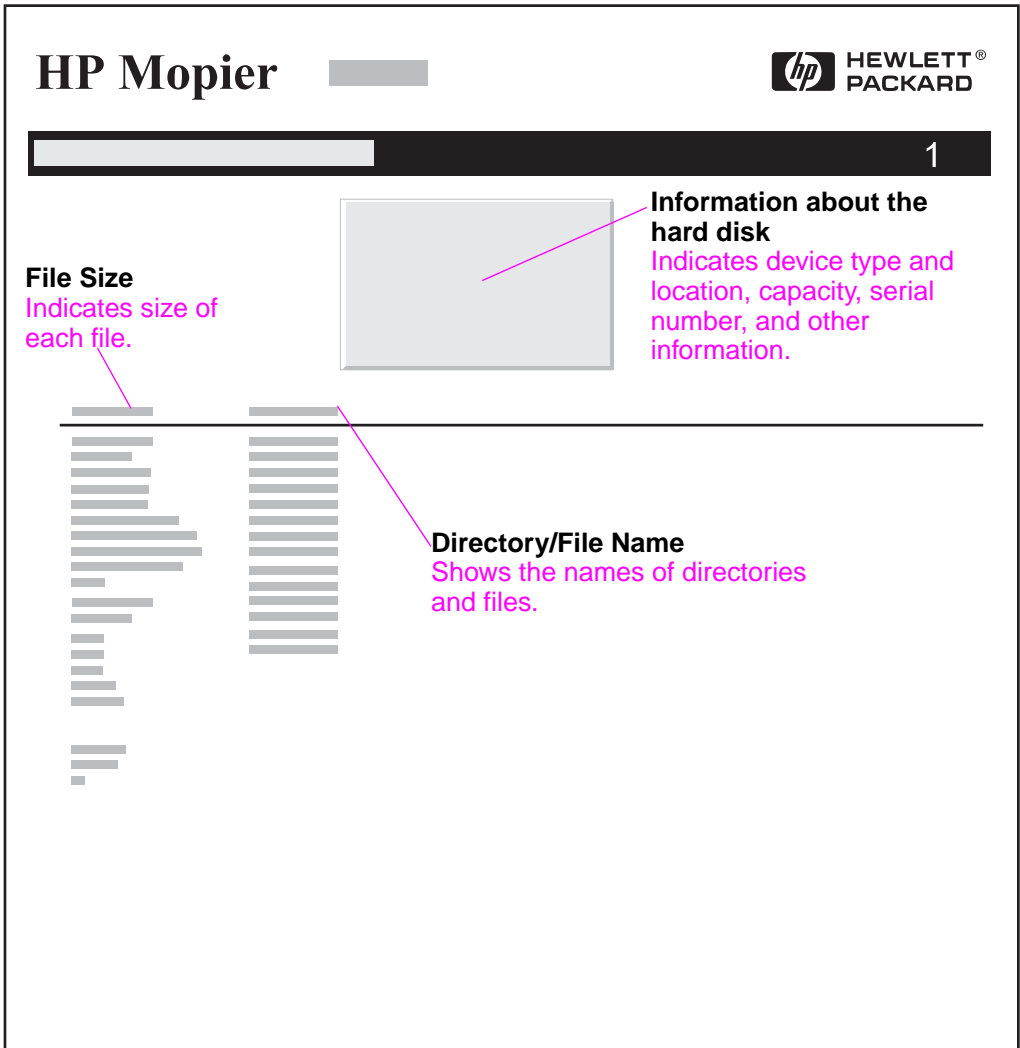 HP Mopier
hp HEWLETT®
PACKARD
1
Information about the
hard disk
Indicates device type and
location, capacity, serial
number, and other
information.
File Size
Indicates size of
each file.
Directory/File Name
Shows the names of directories
and files.